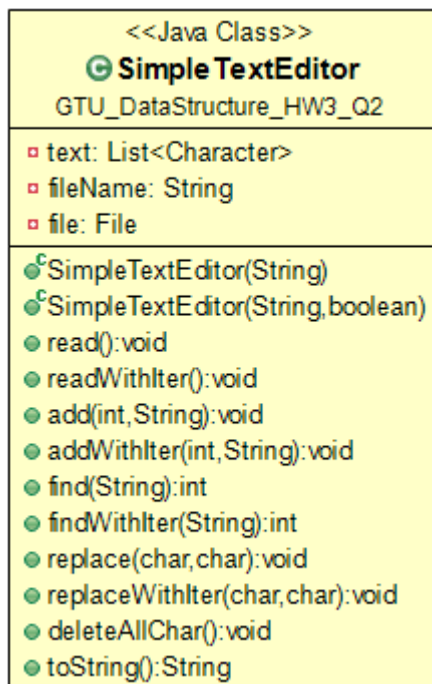 <<Java Class>>
C SimpleTextEditor
GTU_DataStructure_HW3_Q2
text: List<Character>
fileName: String
file: File
C SimpleTextEditor(String)
C SimpleTextEditor(String,boolean)
read():void
readWithIter():void
add(int,String):void
addWithIter(int,String):void
find(String):int
findWithIter(String):int
replace(char,char):void
replaceWithIter(char,char):void
deleteAllChar():void
toString():String